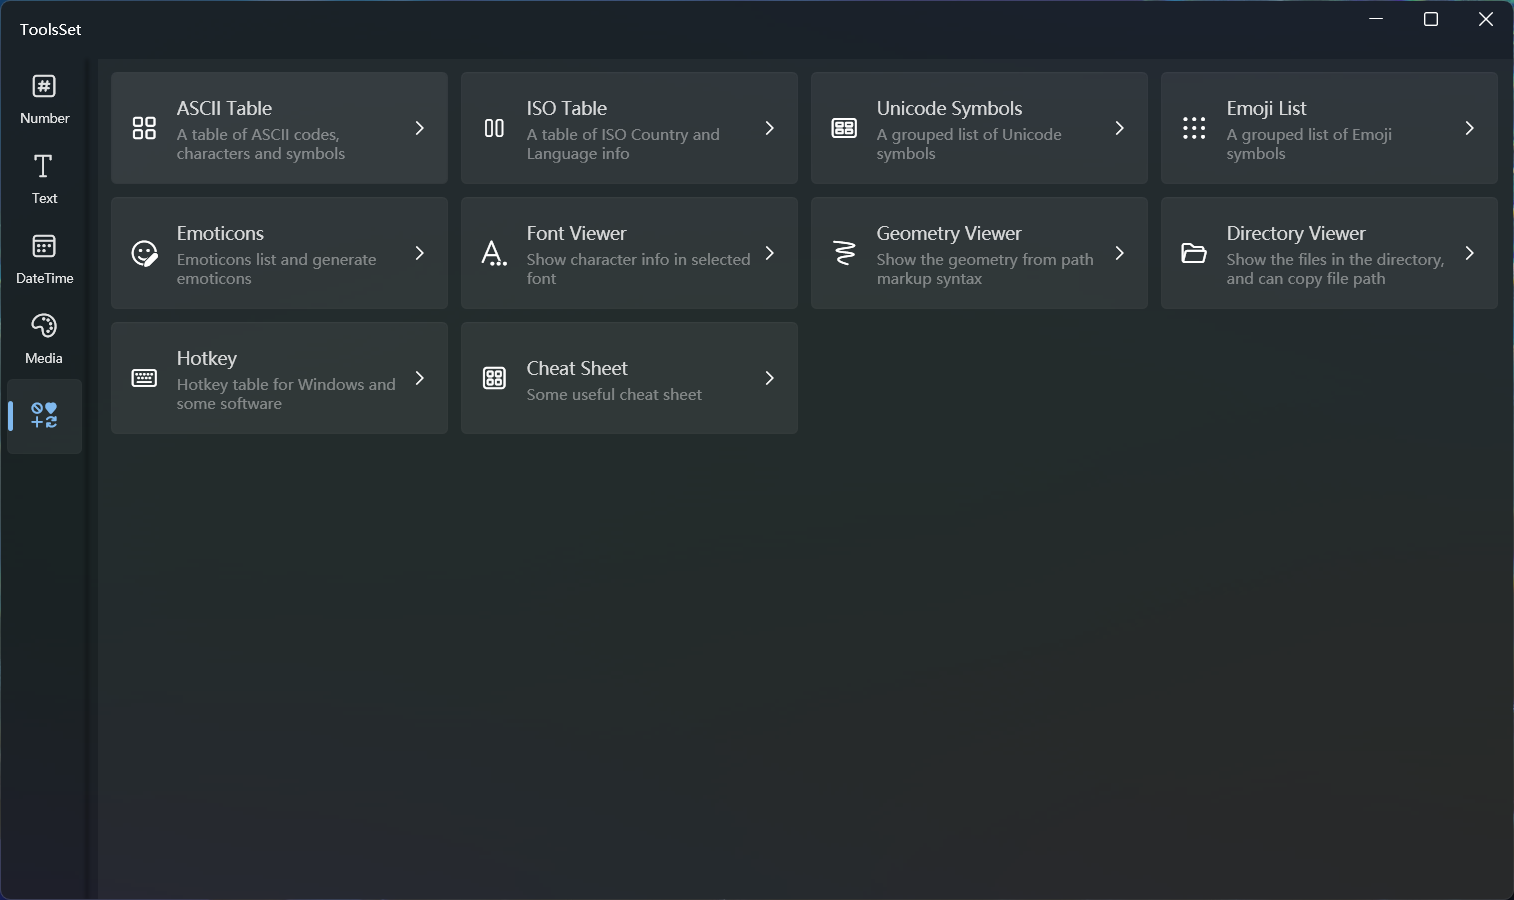 ToolsSet
Number
Text
DateTime
Media
ASCII Table
A table of ASCII codes,
characters and symbols
ISO Table
A table of ISO Country and
Language info
Unicode Symbols
A grouped list of Unicode
symbols
Emoji List
A grouped list of Emoji
symbols
Emoticons
Emoticons list and generate
emoticons
Font Viewer
Show character info in selected
font
Geometry Viewer
Show the geometry from path
markup syntax
Directory Viewer
Show the files in the directory,
and can copy file path
Hotkey
Hotkey table for Windows and
some software
Cheat Sheet
Some useful cheat sheet